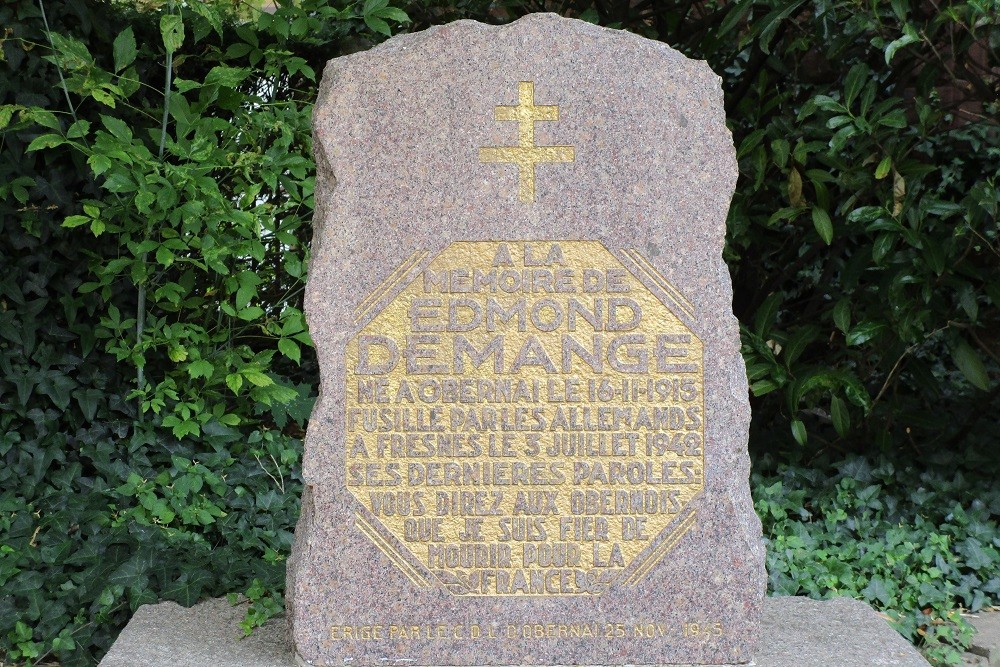 A LA
MEMOIRE DE
EDMOND
DEMANGE
NE A OBERNAI LE 16-11-1913
FUSILLE PAR LES ALLEMANDS
A FRESNES LE 3 JUILLET 1942
SES DERNIERES PAROLES:
VOUS DIREZ AUX OBERNOIS
QUE JE SUIS FIER DE
MOURIR POUR LA
FRANCE
ERIGE PAR LE C.D.L. D'OBERNAI 25 NOV. 1945